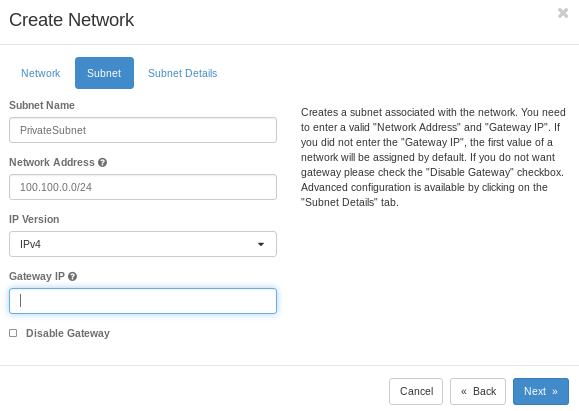 Create Network
Network Subnet Subnet Details
Subnet Name
PrivateSubnet
Network Address
100.100.0.0/24
IP Version
IPv4
Gateway IP
Disable Gateway
Creates a subnet associated with the network. You need
to enter a valid "Network Address" and "Gateway IP". If
you did not enter the "Gateway IP", the first value of a
network will be assigned by default. If you do not want
gateway please check the "Disable Gateway" checkbox.
Advanced configuration is available by clicking on the
"Subnet Details" tab.
Cancel « Back Next »